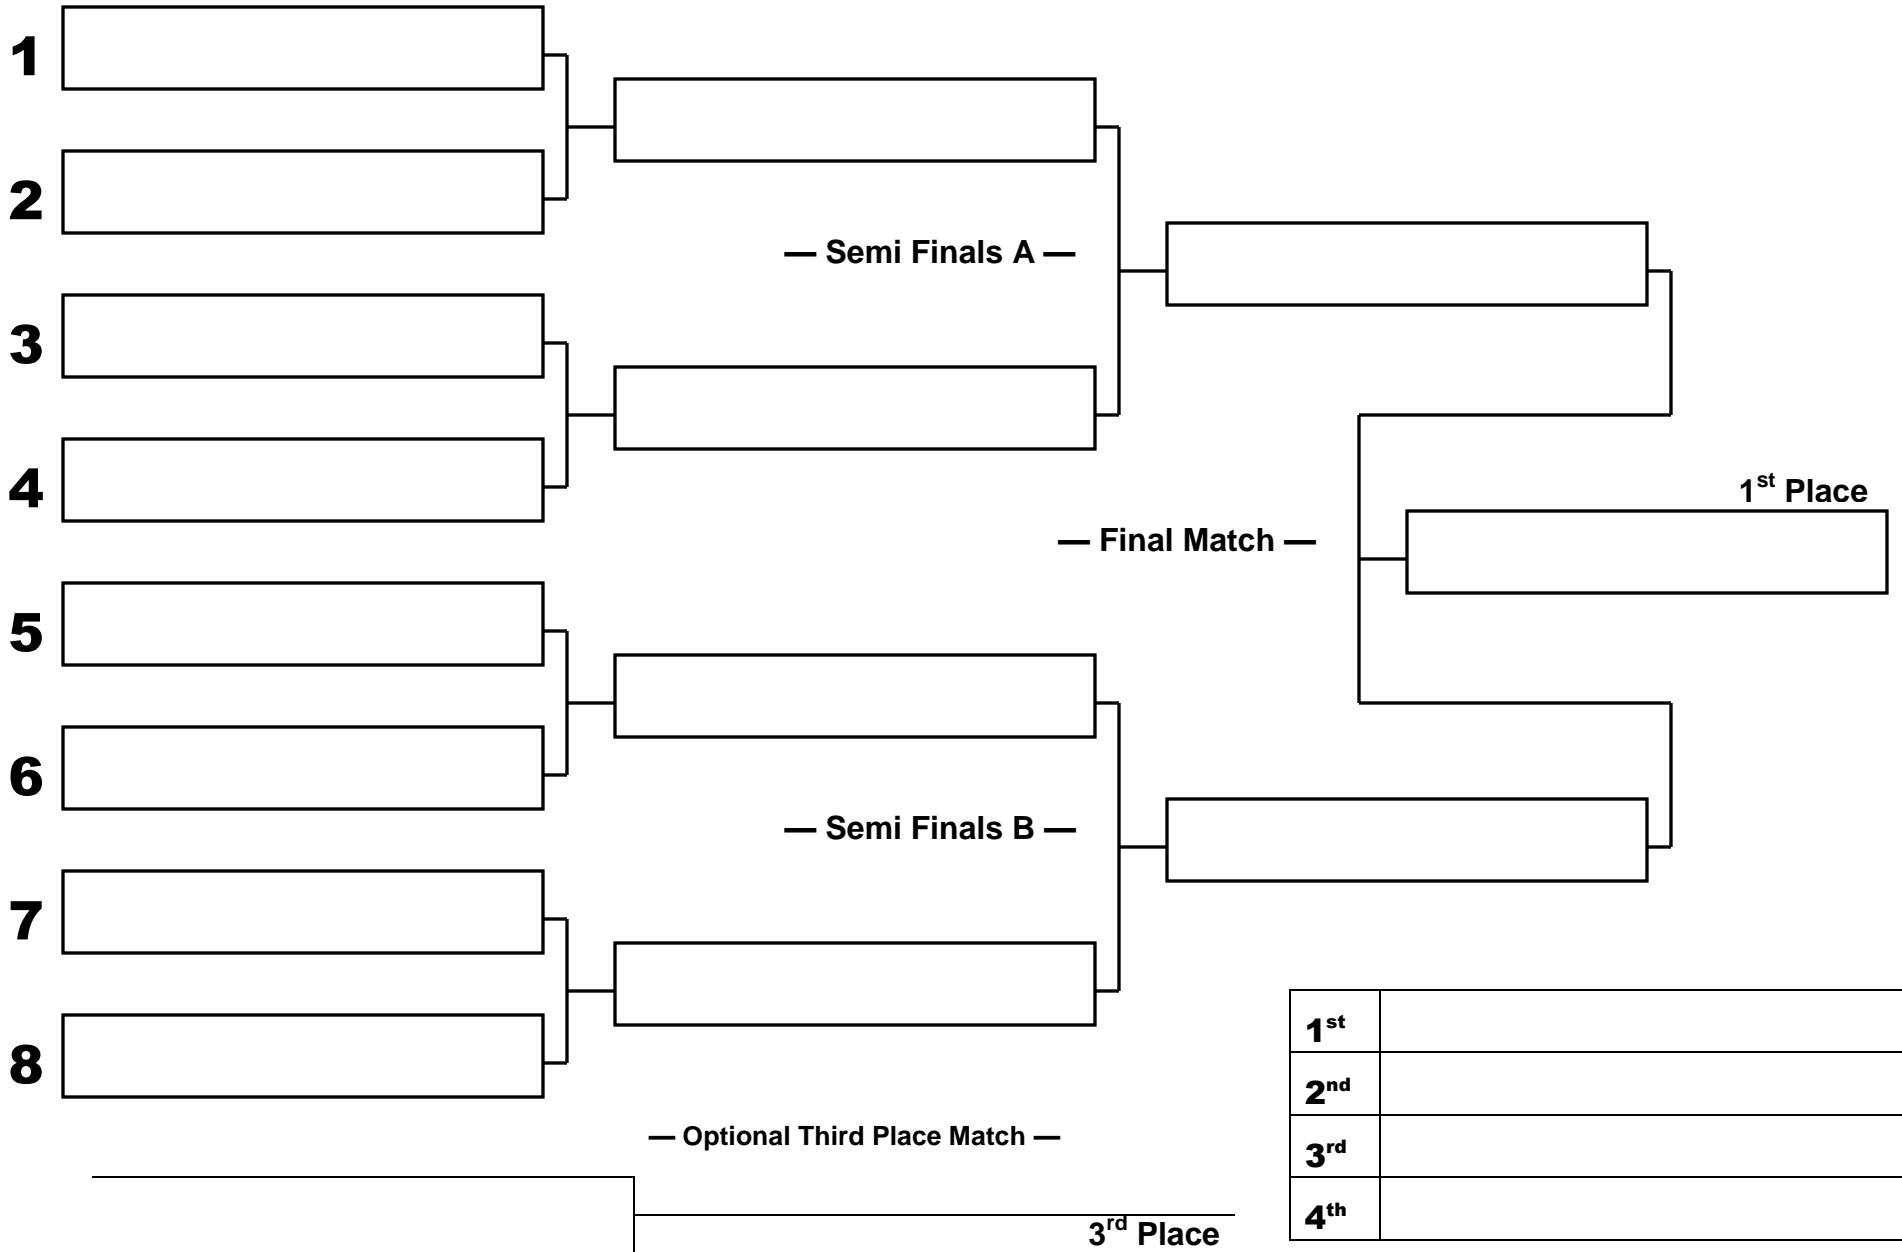 1
2
— Semi Finals A —
3
4
1st Place
— Final Match —
5
6
— Semi Finals B —
7
8
— Optional Third Place Match —
3rd Place
1st
2nd
3rd
4th